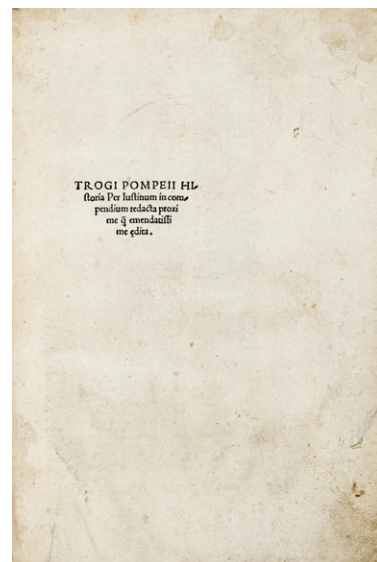 TROGI POMPEII HI⸗
ſtoria Per Iuſtinum in com⸗
pendium redacta proxi
me q̄ emendatiſſi
me ędita.